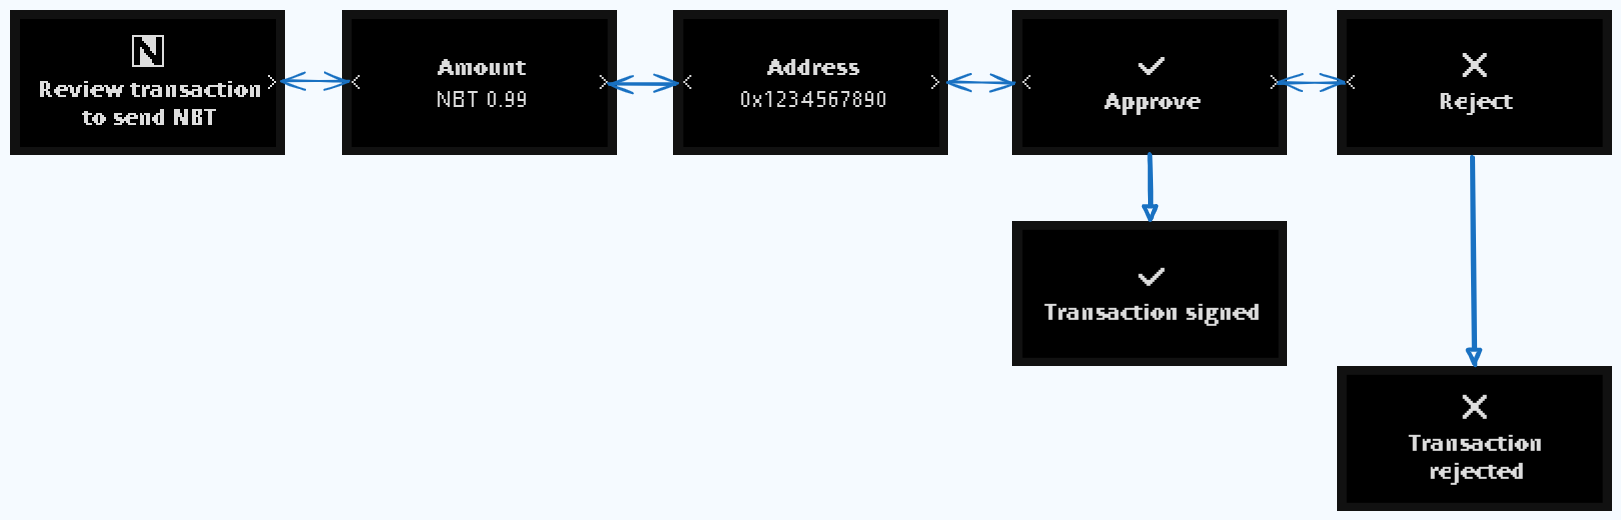 N
Review transaction
to send NBT
Amount
NBT 0.99
Address
0x1234567890
Approve
Reject
Transaction signed
Transaction
rejected